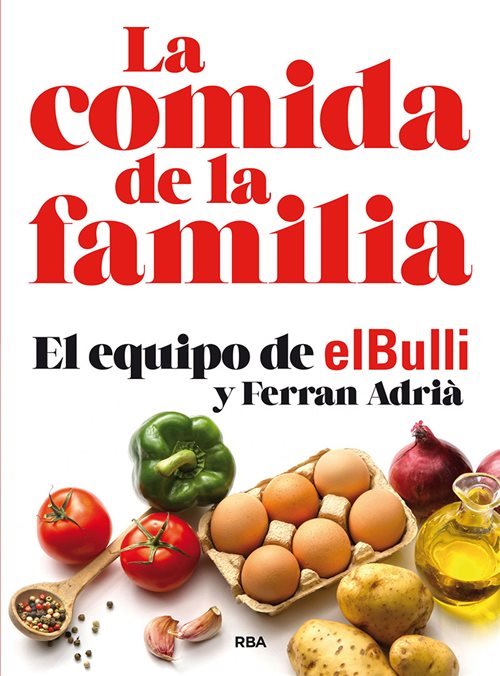 La
comida
de la
familia
El equipo de elBulli
y Ferran Adrià
RBA